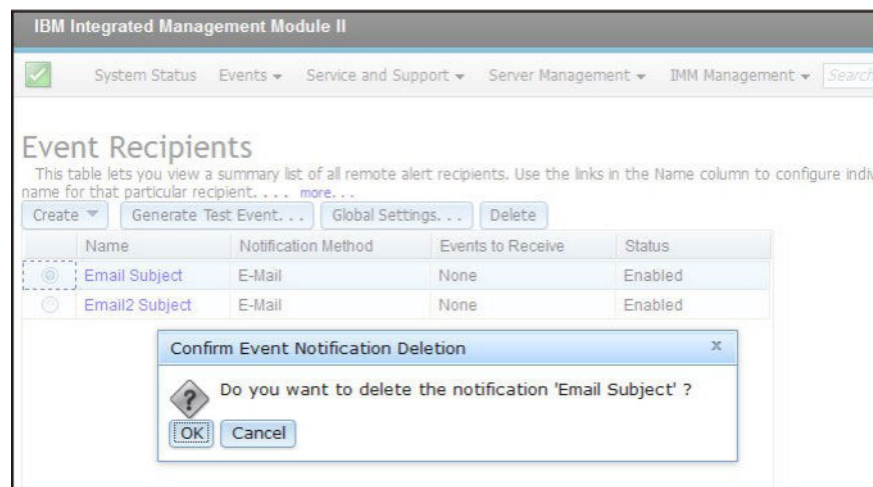 IBM Integrated Management Module II
System Status Events Service and Support Server Management IMM Management Search
Event Recipients
This table lets you view a summary list of all remote alert recipients. Use the links in the Name column to configure indiv
name for that particular recipient. . . . more. . .
Create Generate Test Event. . . Global Settings. . . Delete
Name Notification Method Events to Receive Status
Email Subject E-Mail None Enabled
Email2 Subject E-Mail None Enabled
Confirm Event Notification Deletion x
? Do you want to delete the notification 'Email Subject' ?
OK Cancel